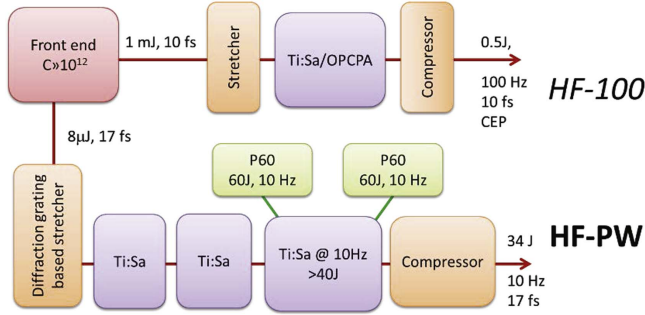 Front end
C»10¹²
1 mJ, 10 fs
Stretcher
Ti:Sa/OPCPA
Compressor
0.5J,
100 Hz
10 fs
CEP
HF-100
8µJ, 17 fs
P60
60J, 10 Hz
P60
60J, 10 Hz
Diffraction grating
based stretcher
Ti:Sa
Ti:Sa
Ti:Sa @ 10Hz
>40J
Compressor
34 J
10 Hz
17 fs
HF-PW